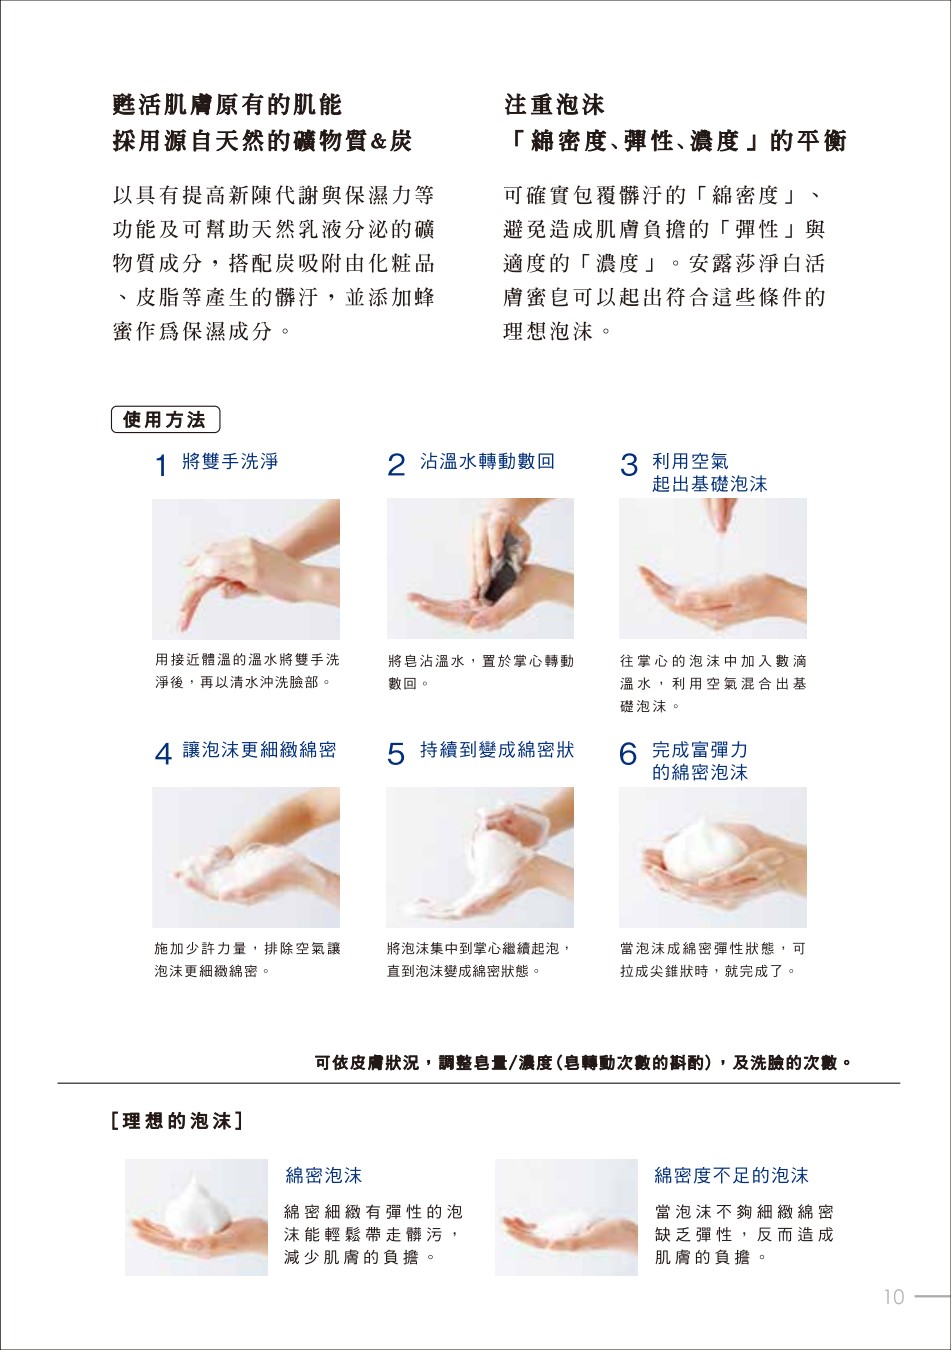 甦活肌膚原有的肌能
採用源自天然的礦物質&炭
以具有提高新陳代謝與保濕力等
功能及可幫助天然乳液分泌的礦
物質成分，搭配炭吸附由化粧品
、皮脂等產生的髒汙，並添加蜂
蜜作為保濕成分。
注重泡沫
「綿密度、彈性、濃度」的平衡
可確實包覆髒汙的「綿密度」、
避免造成肌膚負擔的「彈性」與
適度的「濃度」。安露莎淨白活
膚蜜皂可以起出符合這些條件的
理想泡沫。
使用方法
1 將雙手洗淨
用接近體溫的溫水將雙手洗
淨後，再以清水沖洗臉部。
2 沾溫水轉動數回
將皂沾溫水，置於掌心轉動
數回。
3 利用空氣
起出基礎泡沫
往掌心的泡沫中加入數滴
溫水，利用空氣混合出基
礎泡沫。
4 讓泡沫更細緻綿密
施加少許力量，排除空氣讓
泡沫更細緻綿密。
5 持續到變成綿密狀
將泡沫集中到掌心繼續起泡，
直到泡沫變成綿密狀態。
6 完成富彈力
的綿密泡沫
當泡沫成綿密彈性狀態，可
拉成尖錐狀時，就完成了。
可依皮膚狀況，調整皂量/濃度(皂轉動次數的斟酌)，及洗臉的次數。
[理想的泡沫]
綿密泡沫
綿密細緻有彈性的泡
沫能輕鬆帶走髒污，
減少肌膚的負擔。
綿密度不足的泡沫
當泡沫不夠細緻綿密
缺乏彈性，反而造成
肌膚的負擔。
10